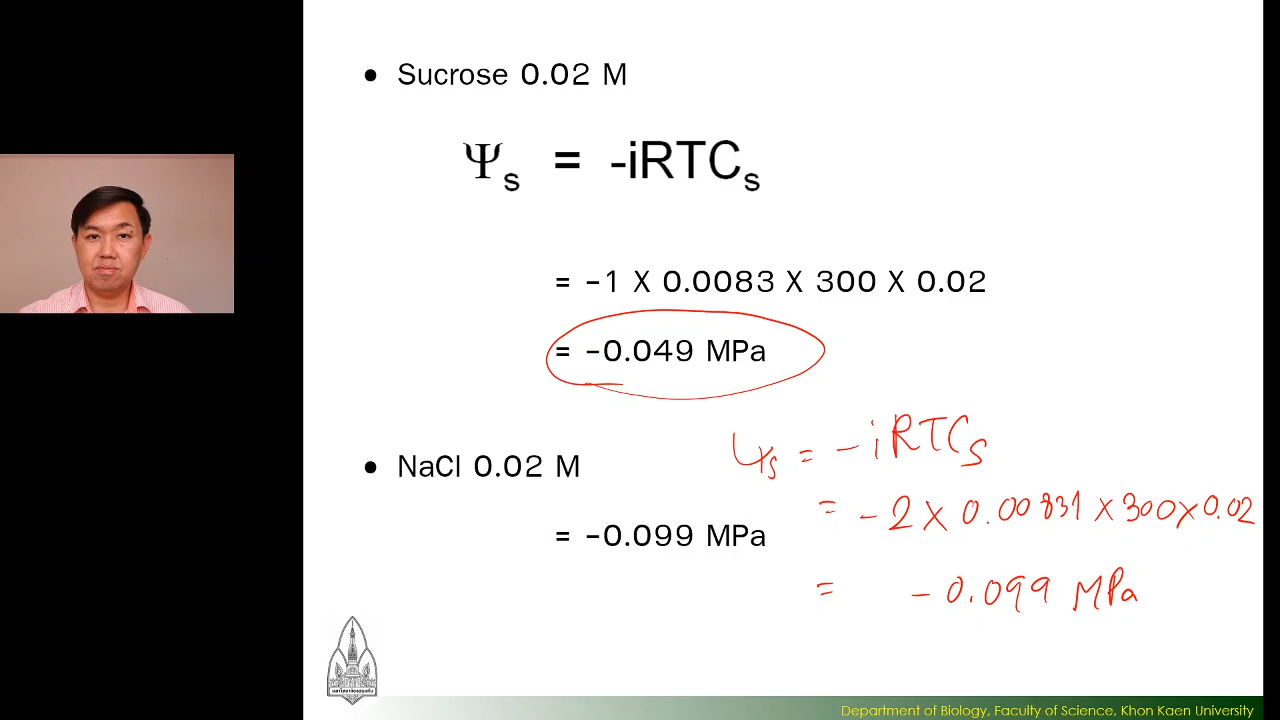 • Sucrose 0.02 M
Ψs = -iRTCs
= -1 X 0.0083 X 300 X 0.02
= -0.049 MPa
• NaCl 0.02 M
= -0.099 MPa
Ψs = -iRTCs
= -2 X 0.00831 X 300 X 0.02
= -0.099 MPa
Department of Biology, Faculty of Science, Khon Kaen University